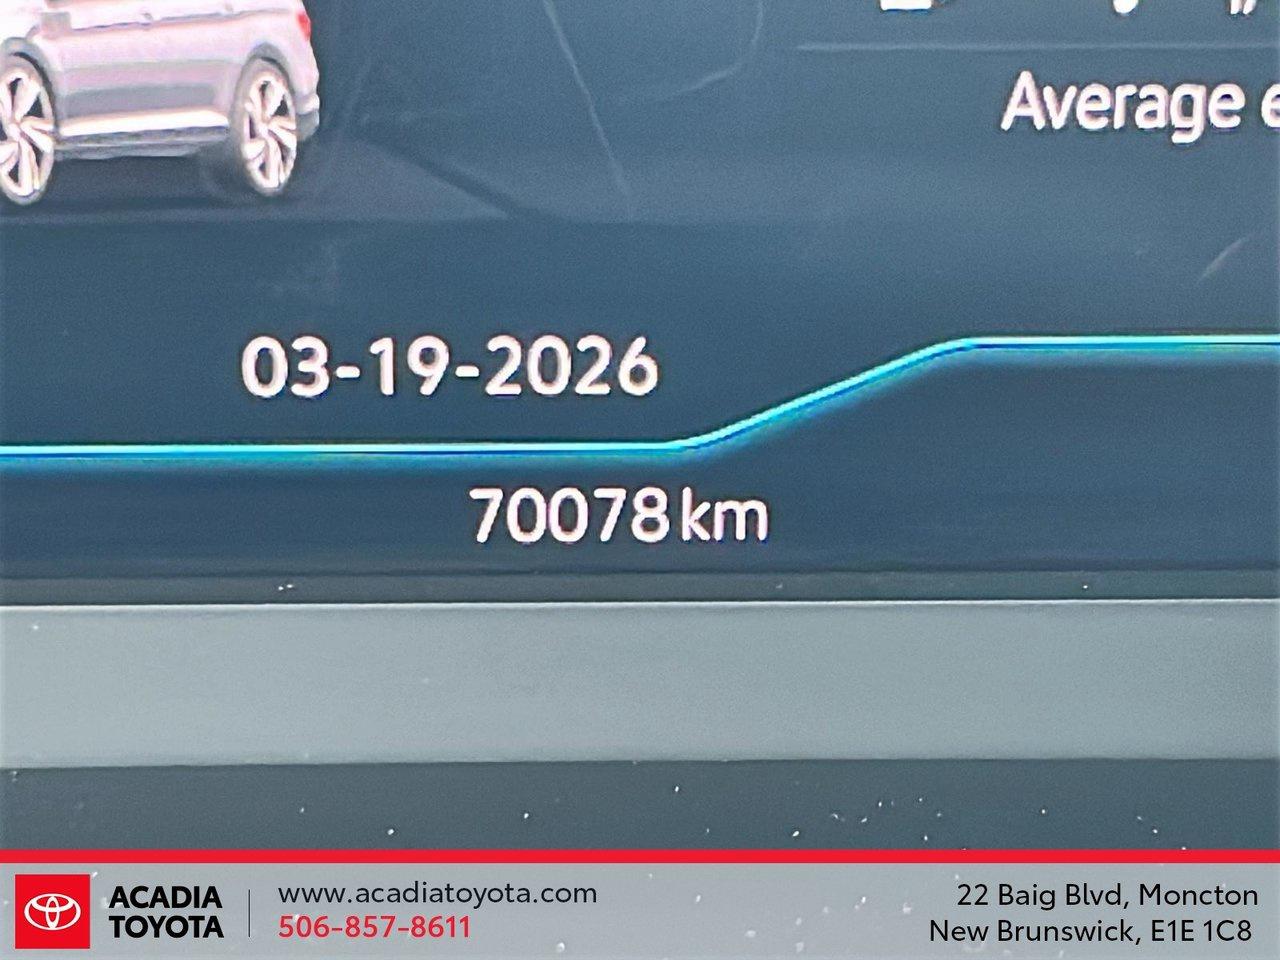 Average
03-19-2026
70078 km
ACADIA
TOYOTA
www.acadiatoyota.com
506-857-8611
22 Baig Blvd, Moncton
New Brunswick, E1E 1C8